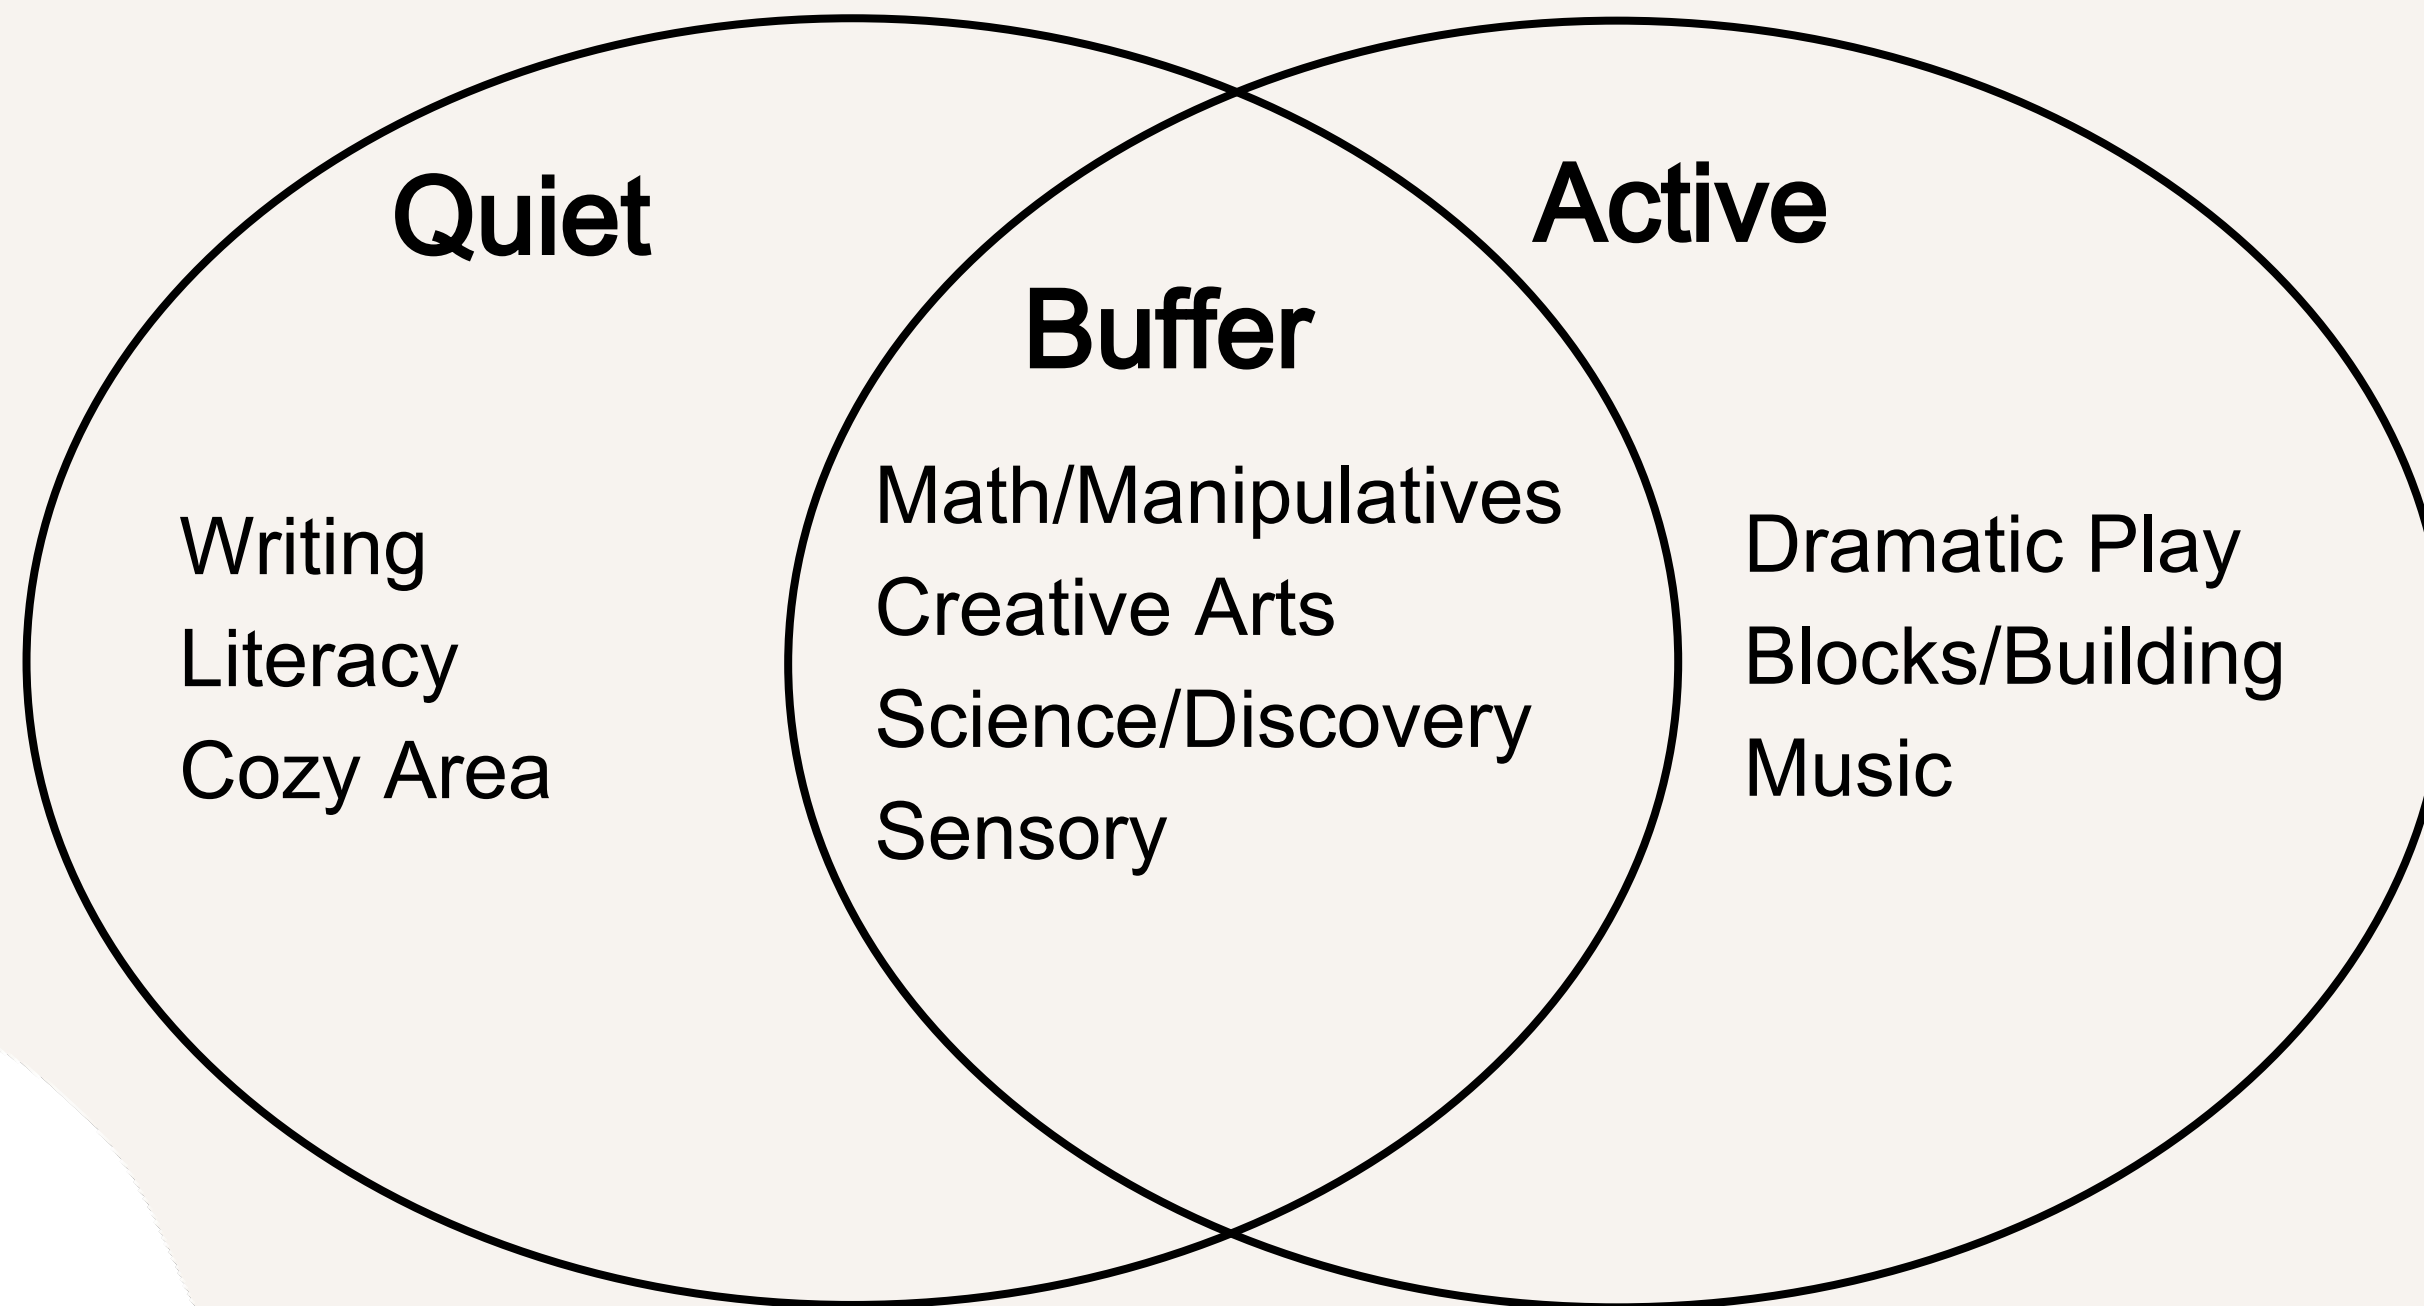 Quiet
Writing
Literacy
Cozy Area
Buffer
Math/Manipulatives
Creative Arts
Science/Discovery
Sensory
Active
Dramatic Play
Blocks/Building
Music